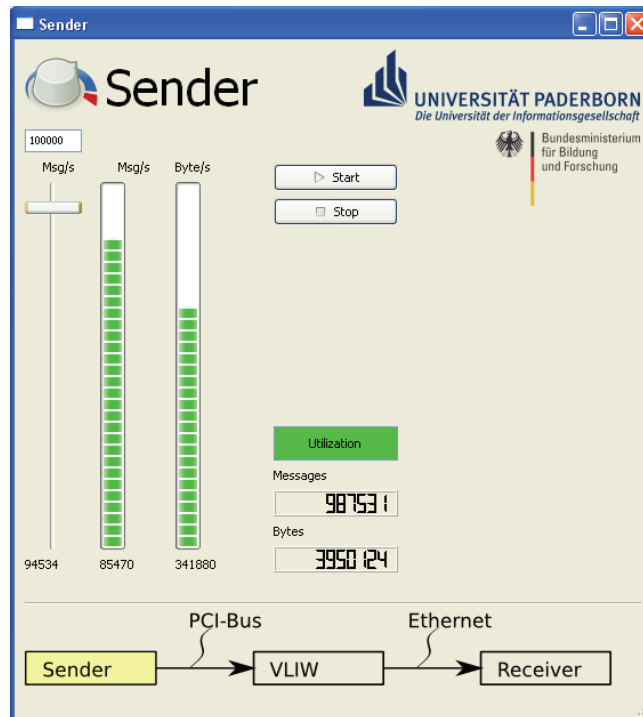 Sender
Sender
UNIVERSITÄT PADERBORN
Die Universität der Informationsgesellschaft
Bundesministerium
für Bildung
und Forschung
100000
Msg/s
Msg/s
Byte/s
Start
Stop
Utilization
Messages
987531
Bytes
3950124
94534
85470
341880
PCI-Bus
Ethernet
Sender
VLIW
Receiver